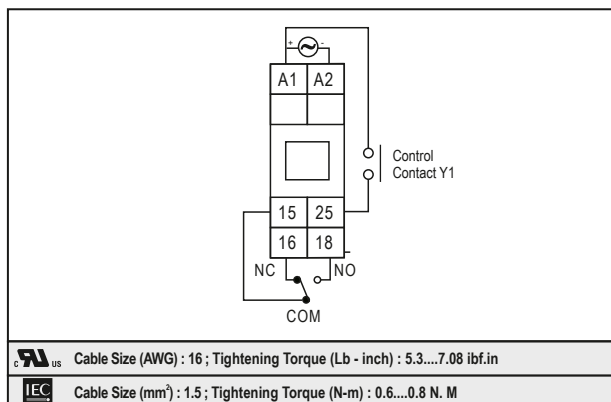 + -
A1 A2
Control
Contact Y1
15 25
16 18
NC NO
COM
c RU us Cable Size (AWG) : 16 ; Tightening Torque (Lb - inch) : 5.3....7.08 ibf.in
IEC Cable Size (mm²) : 1.5 ; Tightening Torque (N-m) : 0.6....0.8 N. M